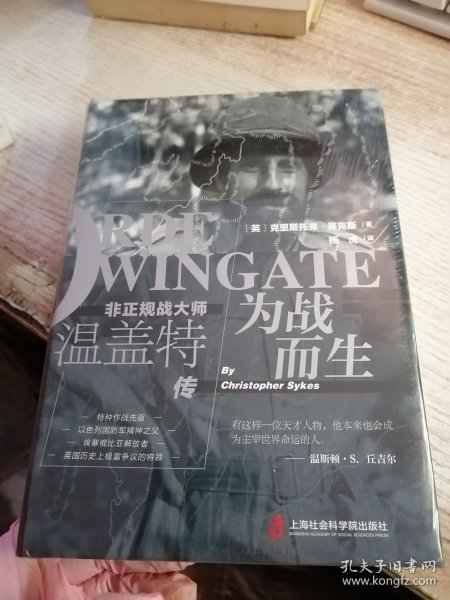 [英] 克里斯托弗·塞克斯 / 著
杨虎 / 译
ORDE
WINGATE
非正规战大师
温盖特
传
为战
而生
By
Christopher Sykes
特种作战先驱
以色列国防军精神之父
埃塞俄比亚解放者
英国历史上极富争议的将领
有这样一位天才人物，他本来也会成
为主宰世界命运的人。
—— 温斯顿·S. 丘吉尔
上海社会科学院出版社
SHANGHAI ACADEMY OF SOCIAL SCIENCES PRESS
孔夫子旧书网
www.kongfz.com